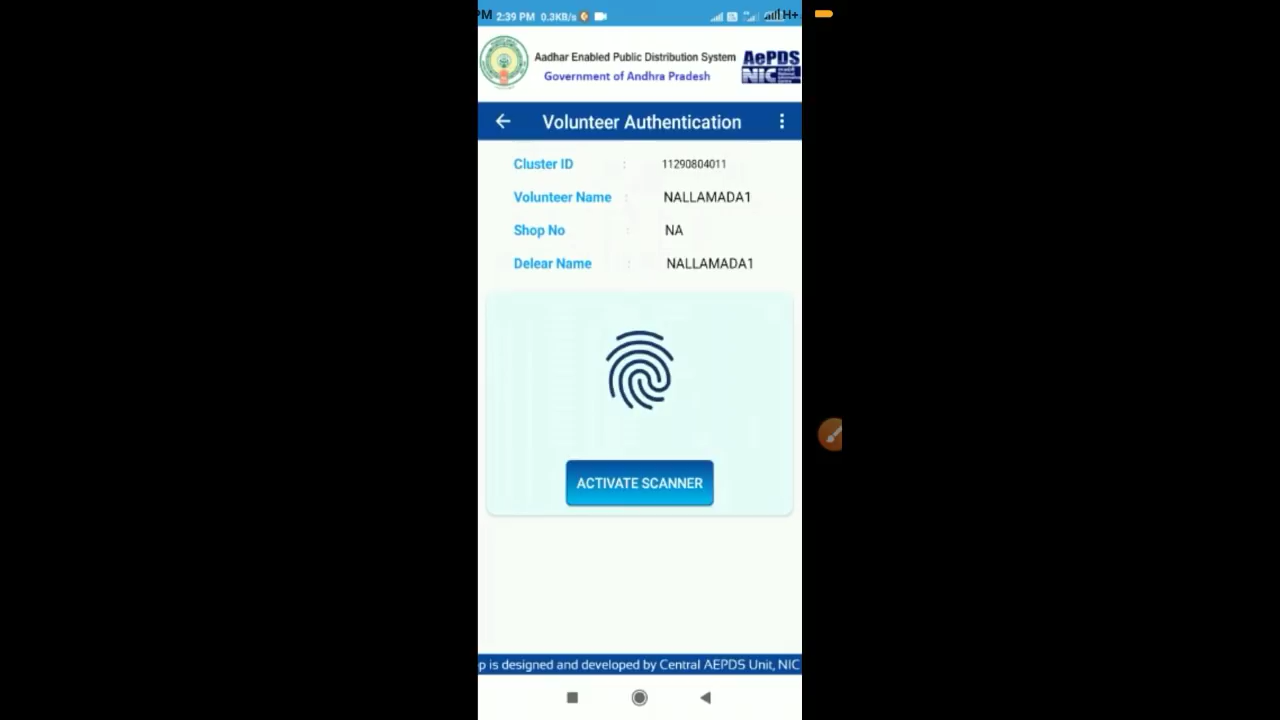 PM 2:39 PM 0.3KB/s H+
Aadhar Enabled Public Distribution System
Government of Andhra Pradesh
AePDS
NIC
Volunteer Authentication
Cluster ID : 11290804011
Volunteer Name : NALLAMADA1
Shop No : NA
Delear Name : NALLAMADA1
ACTIVATE SCANNER
p is designed and developed by Central AEPDS Unit, NIC